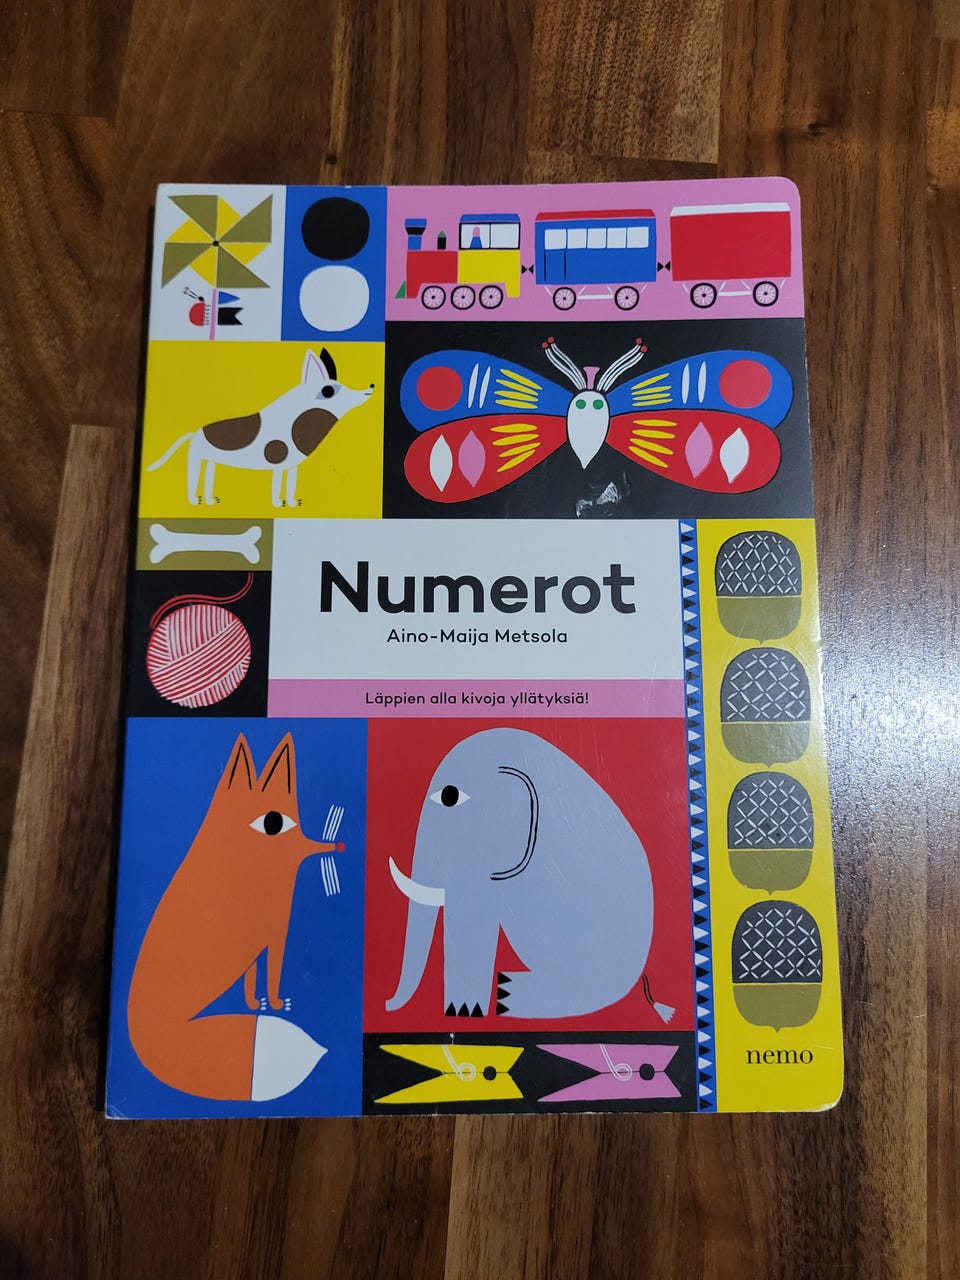 Numerot
Aino-Maija Metsola
Läppien alla kivoja yllätyksiä!
nemo